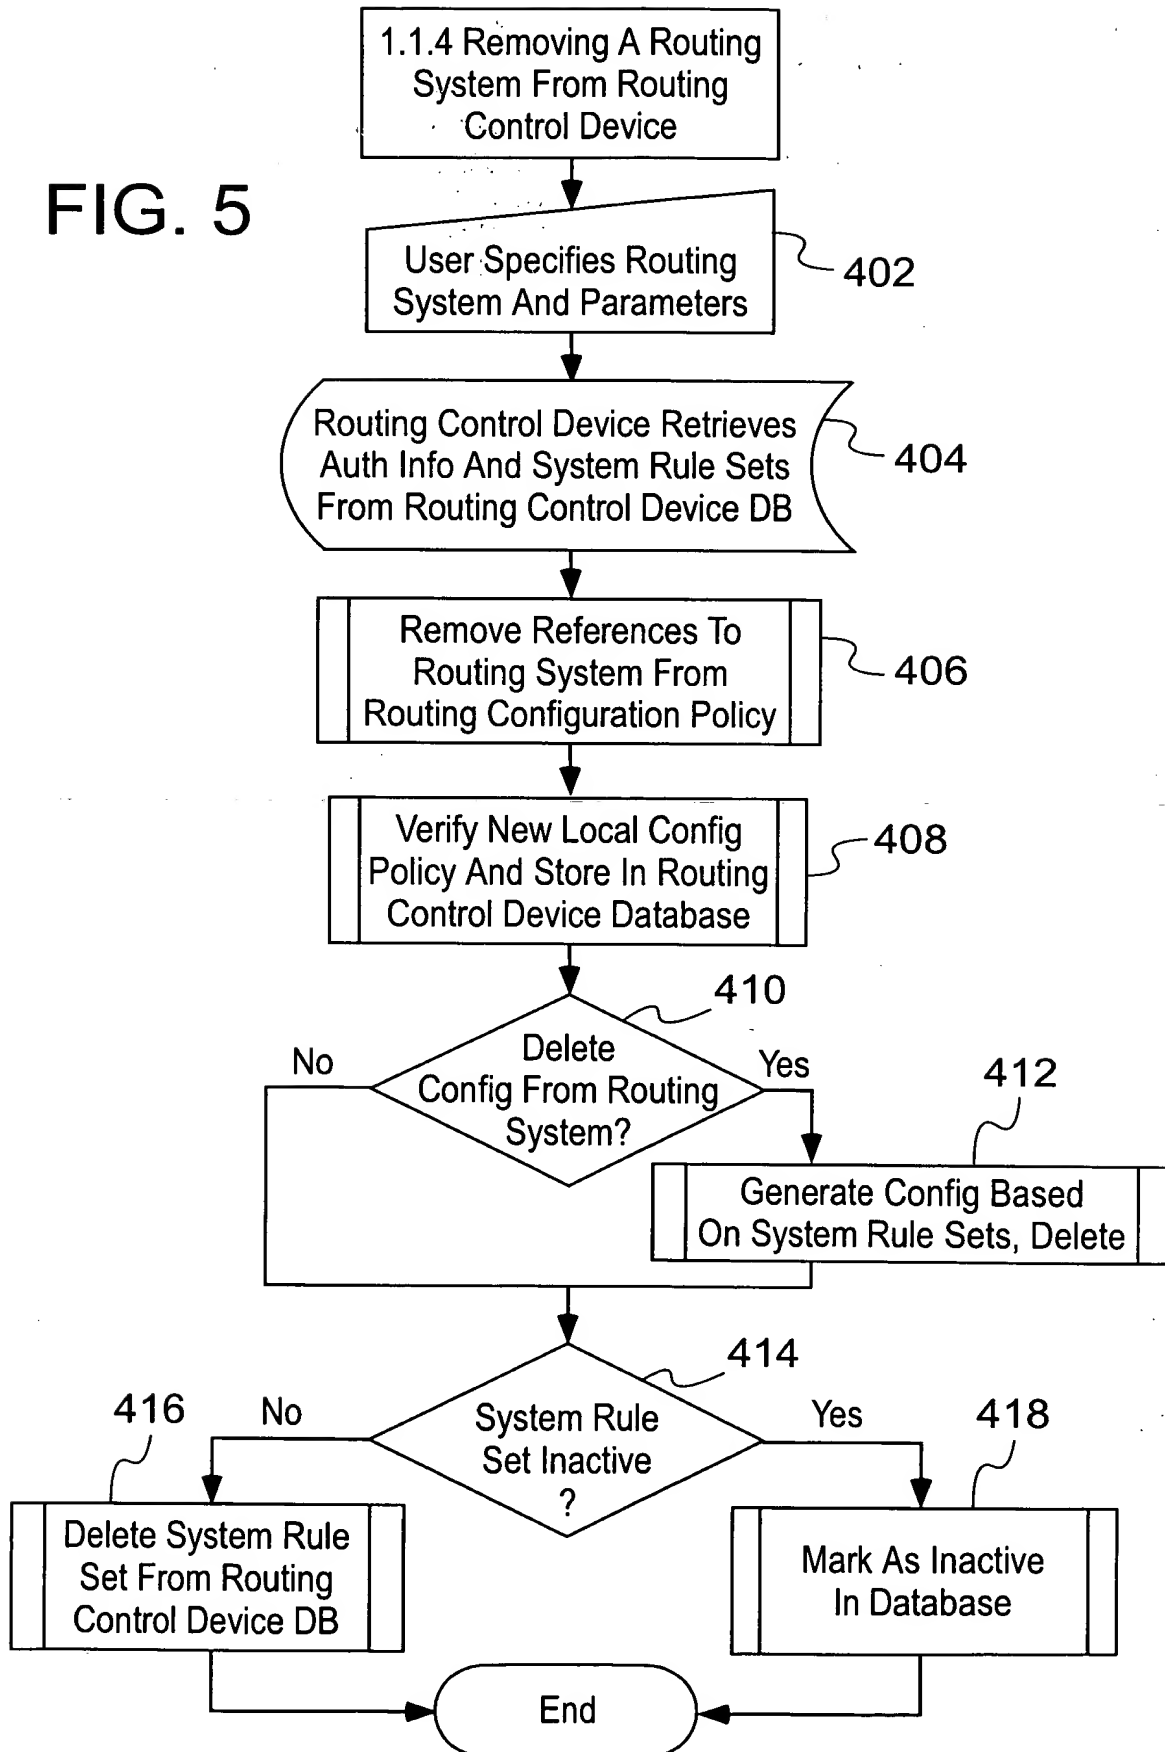 1.1.4 Removing A Routing
System From Routing
Control Device
FIG. 5
User Specifies Routing
System And Parameters
402
Routing Control Device Retrieves
Auth Info And System Rule Sets
From Routing Control Device DB
404
Remove References To
Routing System From
Routing Configuration Policy
406
Verify New Local Config
Policy And Store In Routing
Control Device Database
408
410
Delete
Config From Routing
System?
No
Yes
412
Generate Config Based
On System Rule Sets, Delete
414
System Rule
Set Inactive
?
No
Yes
416
Delete System Rule
Set From Routing
Control Device DB
418
Mark As Inactive
In Database
End